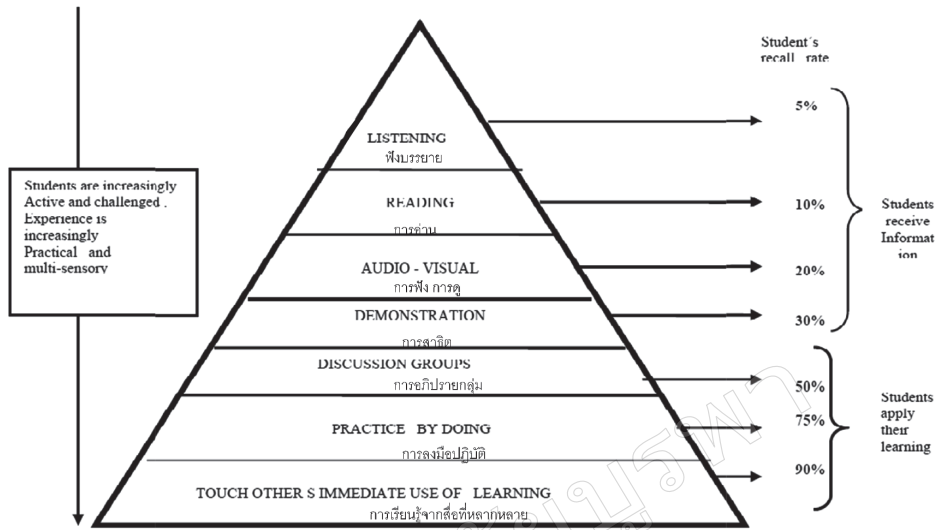 Student's
recall rate
5%
LISTENING
ฟังบรรยาย
Students are increasingly
Active and challenged .
Experience is
increasingly
Practical and
multi-sensory
READING
การอ่าน
10%
Students
receive
Informat
ion
AUDIO - VISUAL
การฟัง การดู
20%
DEMONSTRATION
การสาธิต
30%
DISCUSSION GROUPS
การอภิปรายกลุ่ม
50%
Students
apply
their
learning
PRACTICE BY DOING
การลงมือปฏิบัติ
75%
TOUCH OTHER S IMMEDIATE USE OF LEARNING
การเรียนรู้จากสื่อที่หลากหลาย
90%